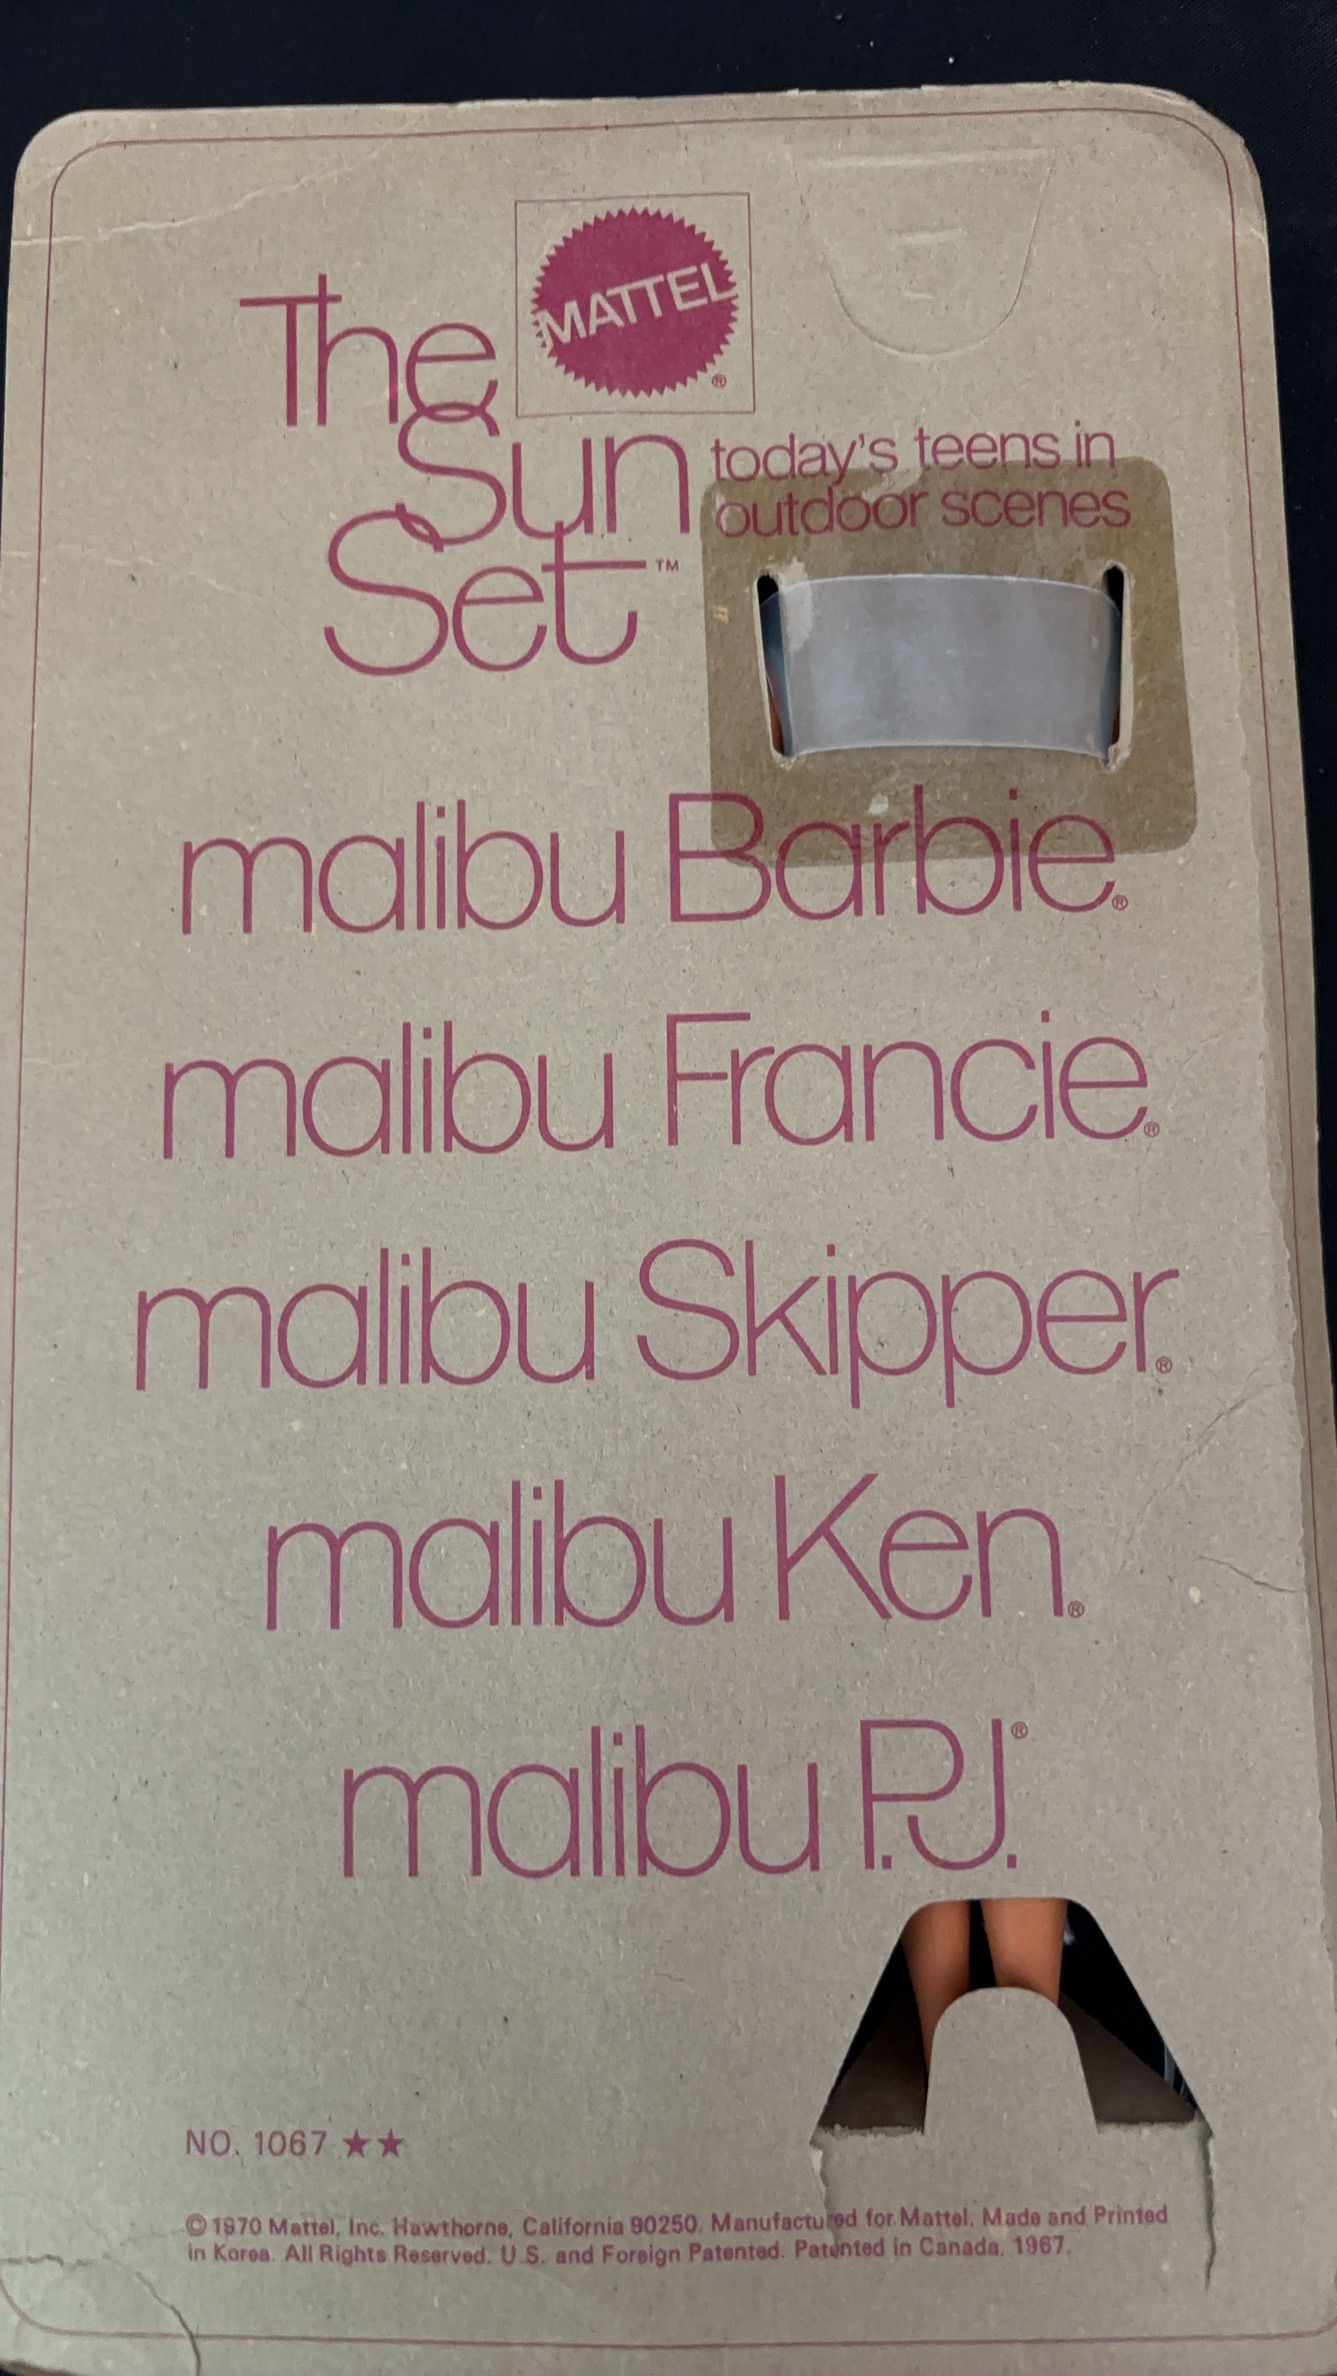 The
MATTEL
®
Sun
Set™
today's teens in
outdoor scenes
malibu Barbie®
malibu Francie®
malibu Skipper®
malibu Ken®
malibu P.J.®
NO. 1067 ★★
© 1970 Mattel, Inc. Hawthorne, California 90250. Manufactured for Mattel. Made and Printed
in Korea. All Rights Reserved. U.S. and Foreign Patented. Patented in Canada, 1967.